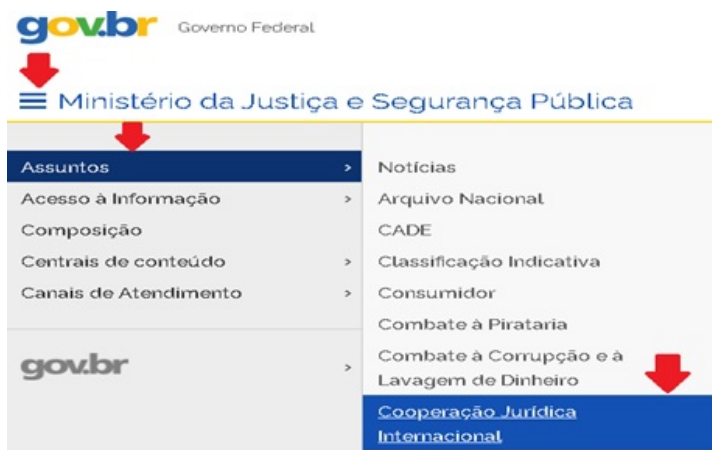 gov.br Governo Federal
Ministério da Justiça e Segurança Pública
Assuntos
Acesso à Informação
Composição
Centrais de conteúdo
Canais de Atendimento
gov.br
Notícias
Arquivo Nacional
CADE
Classificação Indicativa
Consumidor
Combate à Pirataria
Combate à Corrupção e à
Lavagem de Dinheiro
Cooperação Jurídica
Internacional